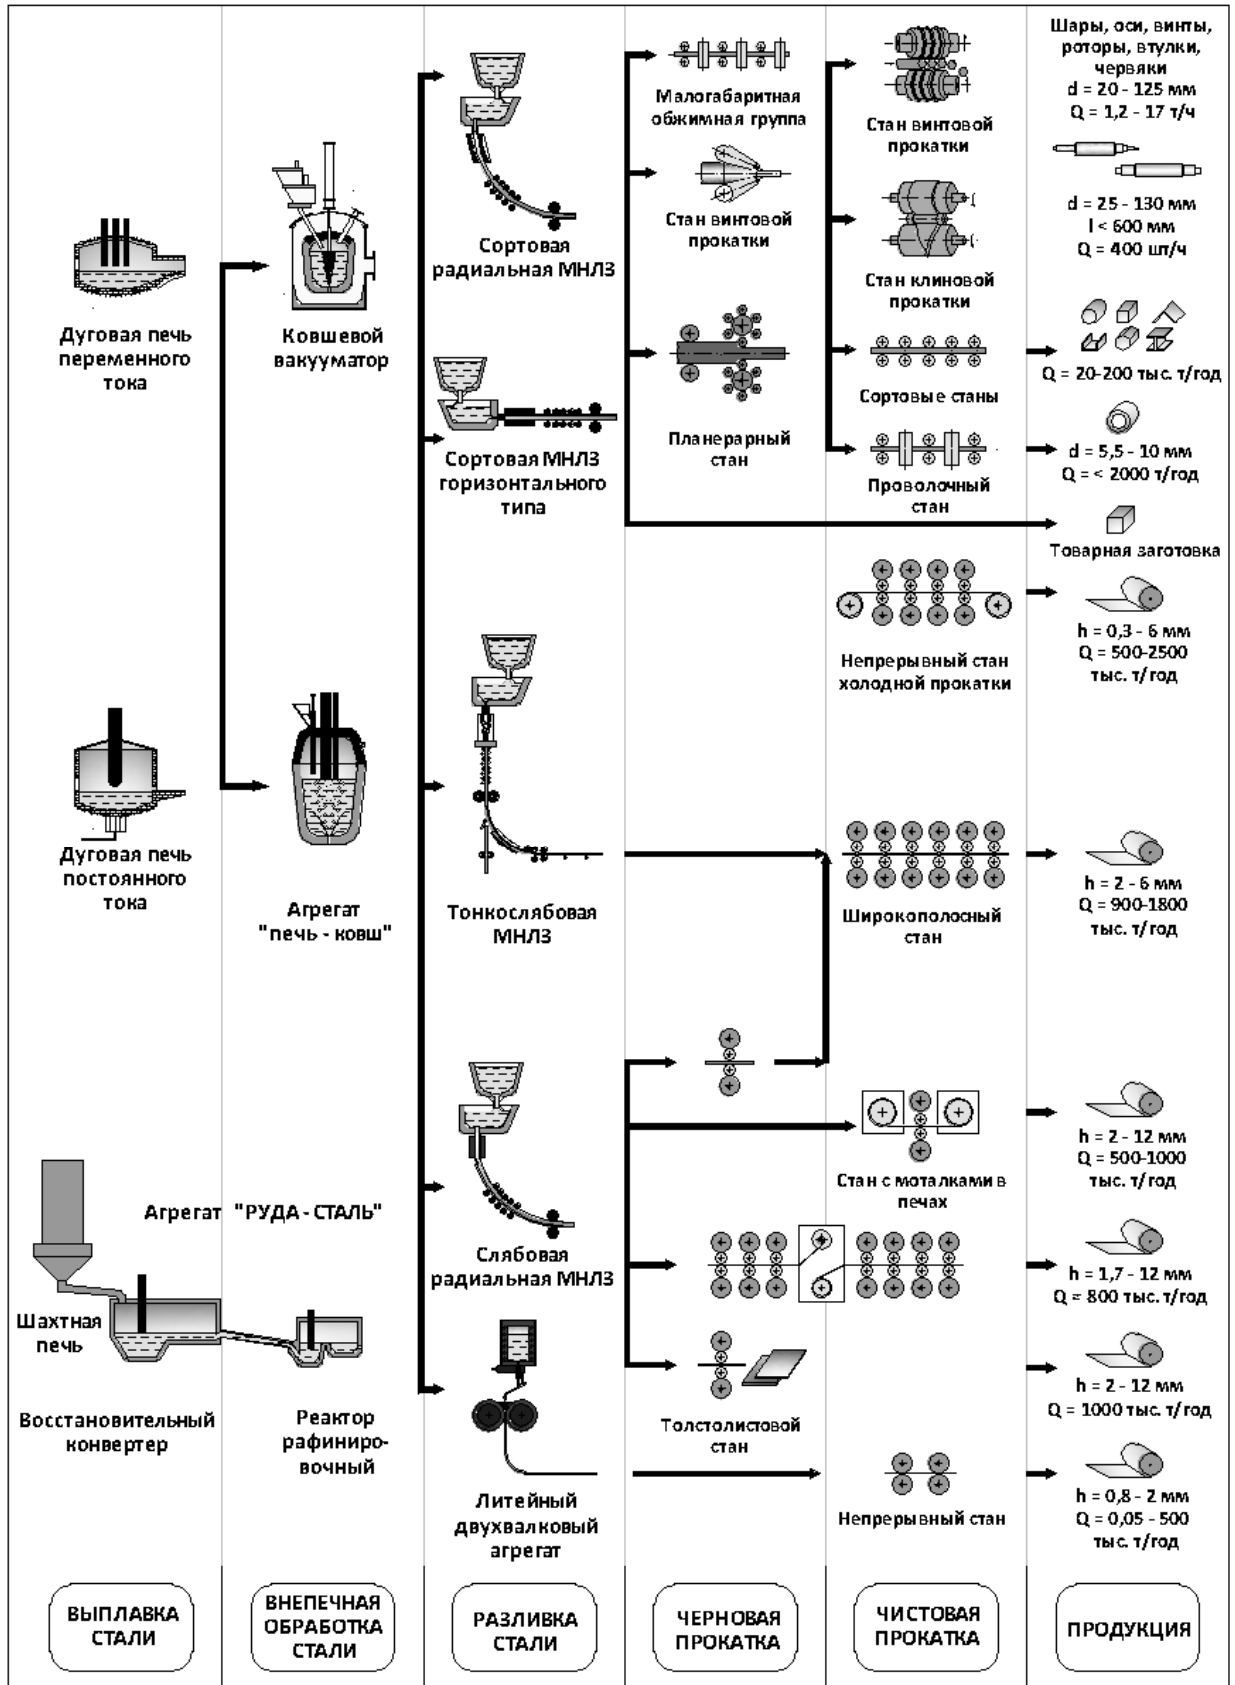 Дуговая печь
переменного
тока
Дуговая печь
постоянного
тока
Агрегат "РУДА - СТАЛЬ"
Шахтная
печь
Восстановительный
конвертер
Ковшевой
вакууматор
Агрегат
"печь - ковш"
Реактор
рафиниро-
вочный
Сортовая
радиальная МНЛЗ
Сортовая МНЛЗ
горизонтального
типа
Тонкослябовая
МНЛЗ
Слябовая
радиальная МНЛЗ
Литейный
двухвалковый
агрегат
Малогабаритная
обжимная группа
Стан винтовой
прокатки
Планерарный
стан
Толстолистовой
стан
Стан винтовой
прокатки
Стан клиновой
прокатки
Сортовые станы
Проволочный
стан
Непрерывный стан
холодной прокатки
Широкополосный
стан
Стан с моталками в
печах
Непрерывный стан
Шары, оси, винты,
роторы, втулки,
червяки
d = 20 - 125 мм
Q = 1,2 - 17 т/ч
d = 25 - 130 мм
l < 600 мм
Q = 400 шт/ч
Q = 20-200 тыс. т/год
d = 5,5 - 10 мм
Q = < 2000 т/год
Товарная заготовка
h = 0,3 - 6 мм
Q = 500-2500
тыс. т/год
h = 2 - 6 мм
Q = 900-1800
тыс. т/год
h = 2 - 12 мм
Q = 500-1000
тыс. т/год
h = 1,7 - 12 мм
Q = 800 тыс. т/год
h = 2 - 12 мм
Q = 1000 тыс. т/год
h = 0,8 - 2 мм
Q = 0,05 - 500
тыс. т/год
ВЫПЛАВКА
СТАЛИ
ВНЕПЕЧНАЯ
ОБРАБОТКА
СТАЛИ
РАЗЛИВКА
СТАЛИ
ЧЕРНОВАЯ
ПРОКАТКА
ЧИСТОВАЯ
ПРОКАТКА
ПРОДУКЦИЯ